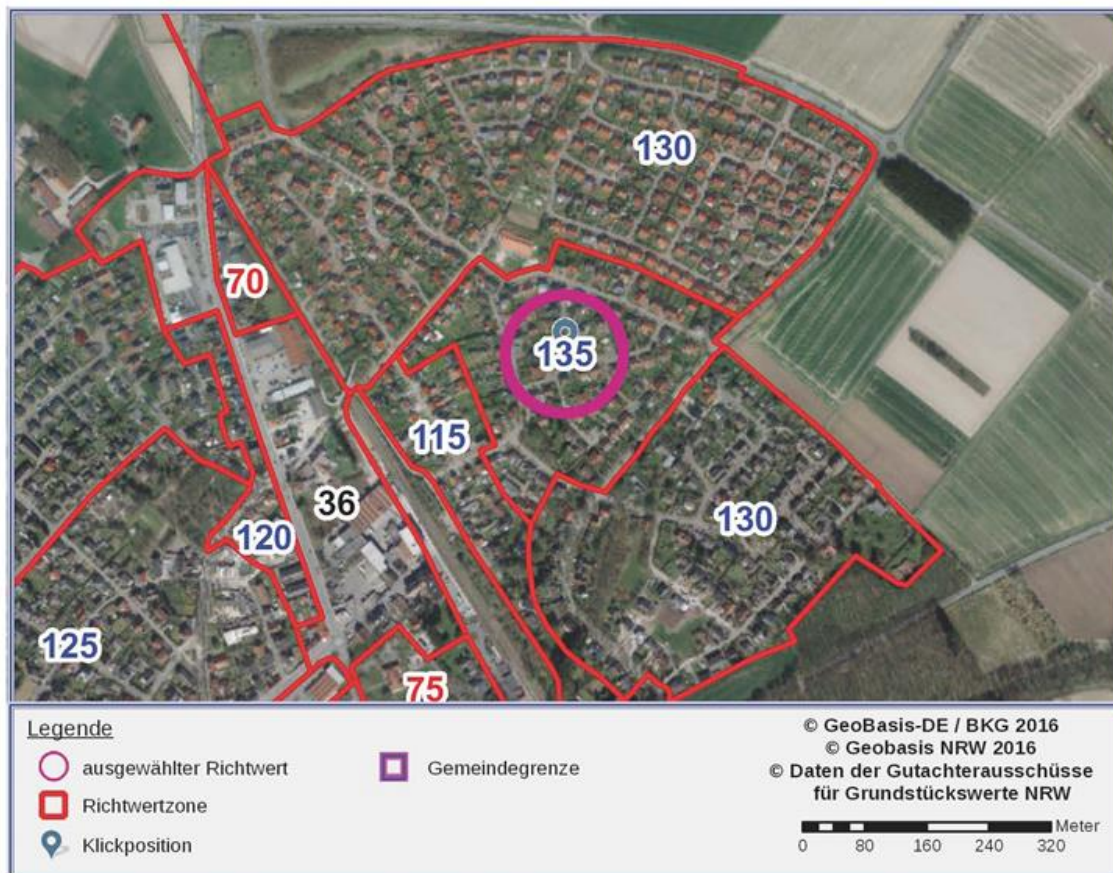 130
70
135
115
36
130
120
125
75
Legende
ausgewählter Richtwert
Gemeindegrenze
Richtwertzone
Klickposition
© GeoBasis-DE / BKG 2016
© Geobasis NRW 2016
© Daten der Gutachterausschüsse
für Grundstückswerte NRW
Meter
0 80 160 240 320